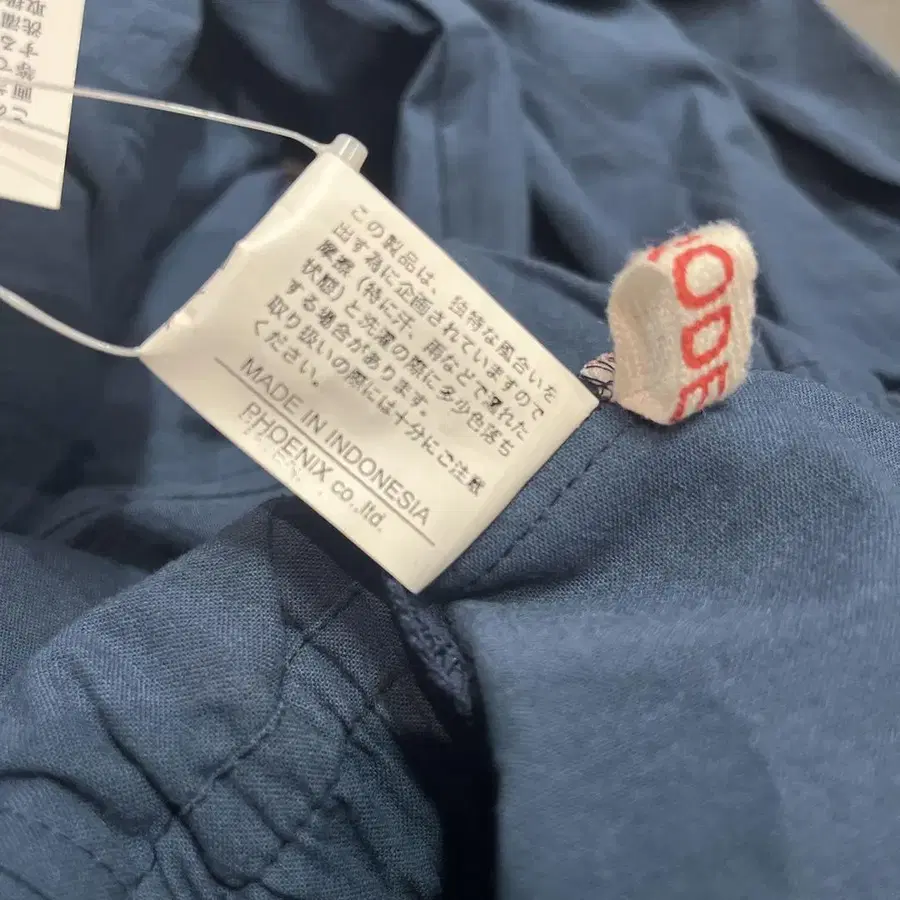 この製品は、独特な風合いを
出す為に企画されていますので
摩擦(特に汗、雨などで濡れた
状態)と洗濯の際に多少色落ち
する場合があります。
取り扱いの際には十分にご注意
ください。
MADE IN INDONESIA
PHOENIX co.,ltd.
CODE